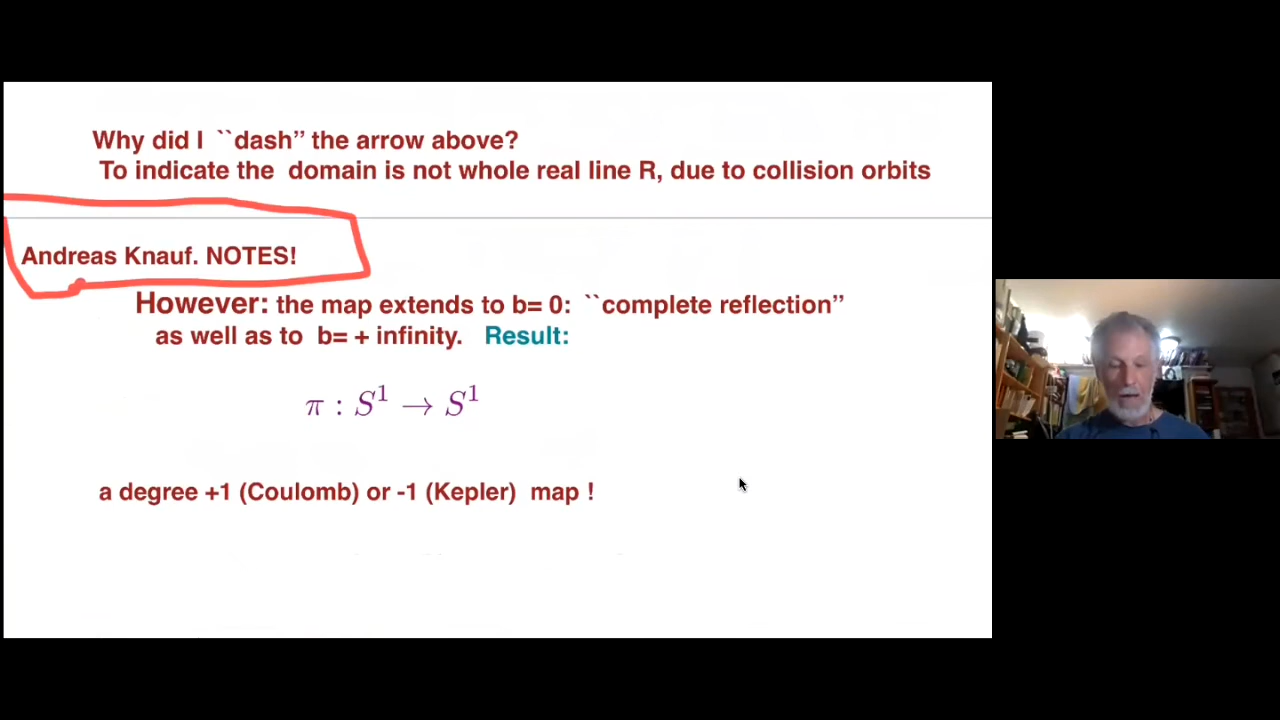 Why did I ``dash’’ the arrow above?
To indicate the domain is not whole real line R, due to collision orbits
Andreas Knauf. NOTES!
However: the map extends to b= 0: ``complete reflection’’
as well as to b= + infinity. Result:
π : S¹ → S¹
a degree +1 (Coulomb) or -1 (Kepler) map !